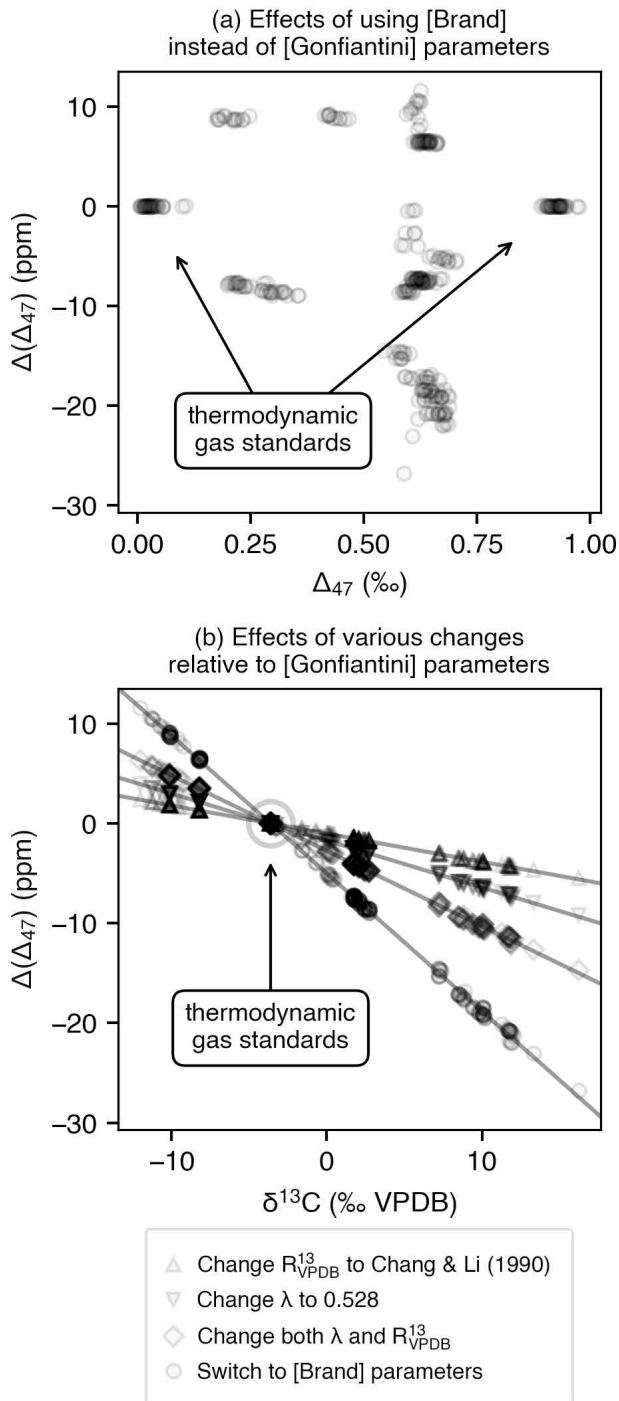 (a) Effects of using [Brand]
instead of [Gonfiantini] parameters
Δ(Δ₄₇) (ppm)
10
0
−10
−20
−30
thermodynamic
gas standards
0.00 0.25 0.50 0.75 1.00
Δ₄₇ (‰)
(b) Effects of various changes
relative to [Gonfiantini] parameters
Δ(Δ₄₇) (ppm)
10
0
−10
−20
−30
thermodynamic
gas standards
−10 0 10
δ¹³C (‰ VPDB)
Change R¹³VPDB to Chang & Li (1990)
Change λ to 0.528
Change both λ and R¹³VPDB
Switch to [Brand] parameters